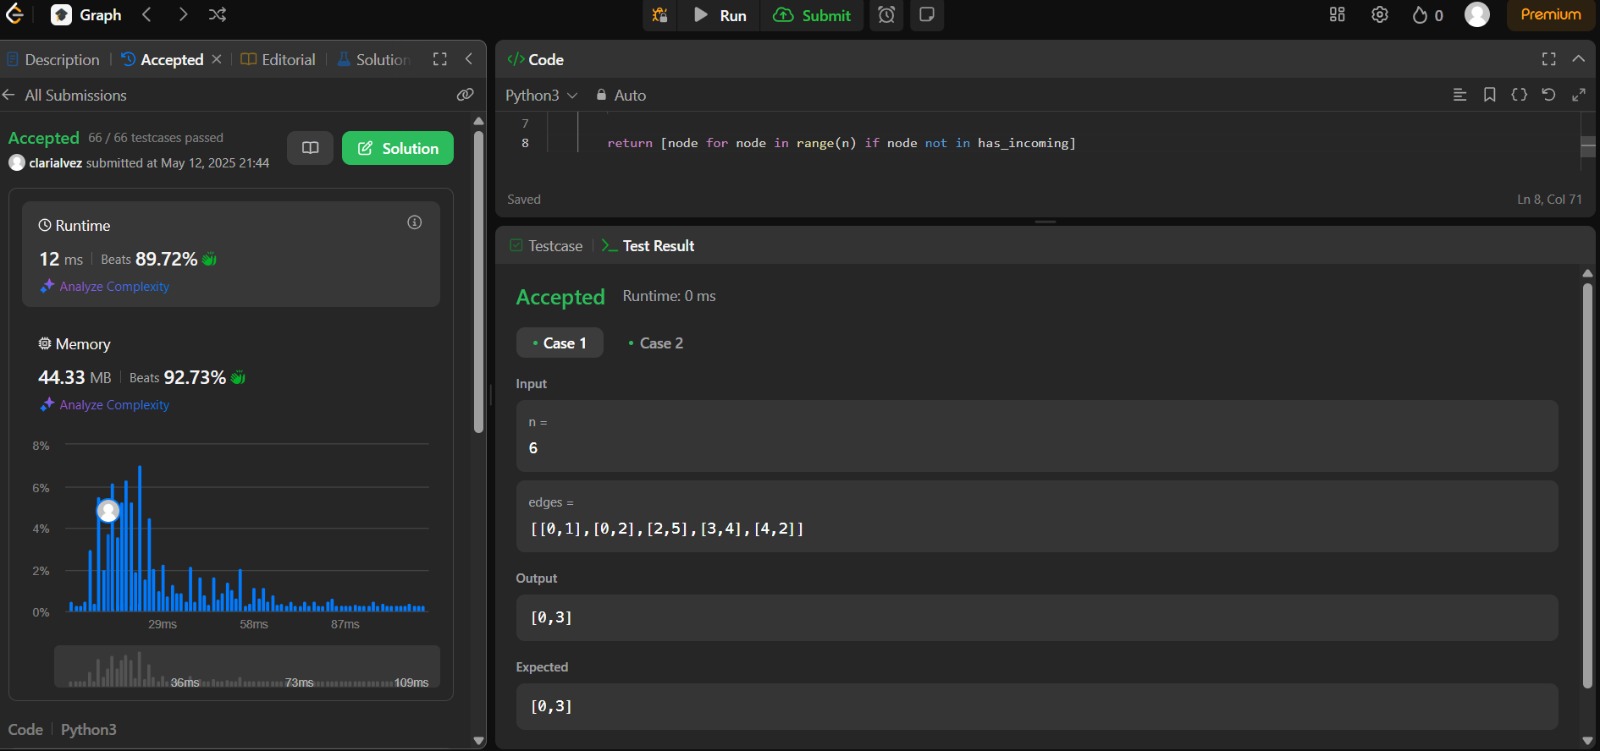 Graph
Run
Submit
0
Premium
Description
Accepted
Editorial
Solution
All Submissions
Accepted 66 / 66 testcases passed
clarialvez submitted at May 12, 2025 21:44
Solution
Runtime
12 ms Beats 89.72%
Analyze Complexity
Memory
44.33 MB Beats 92.73%
Analyze Complexity
8%
6%
4%
2%
0%
29ms 58ms 87ms
36ms 73ms 109ms
Code Python3
</> Code
Python3 Auto
7
8 return [node for node in range(n) if node not in has_incoming]
Saved
Ln 8, Col 71
Testcase
Test Result
Accepted Runtime: 0 ms
Case 1
Case 2
Input
n =
6
edges =
[[0,1],[0,2],[2,5],[3,4],[4,2]]
Output
[0,3]
Expected
[0,3]